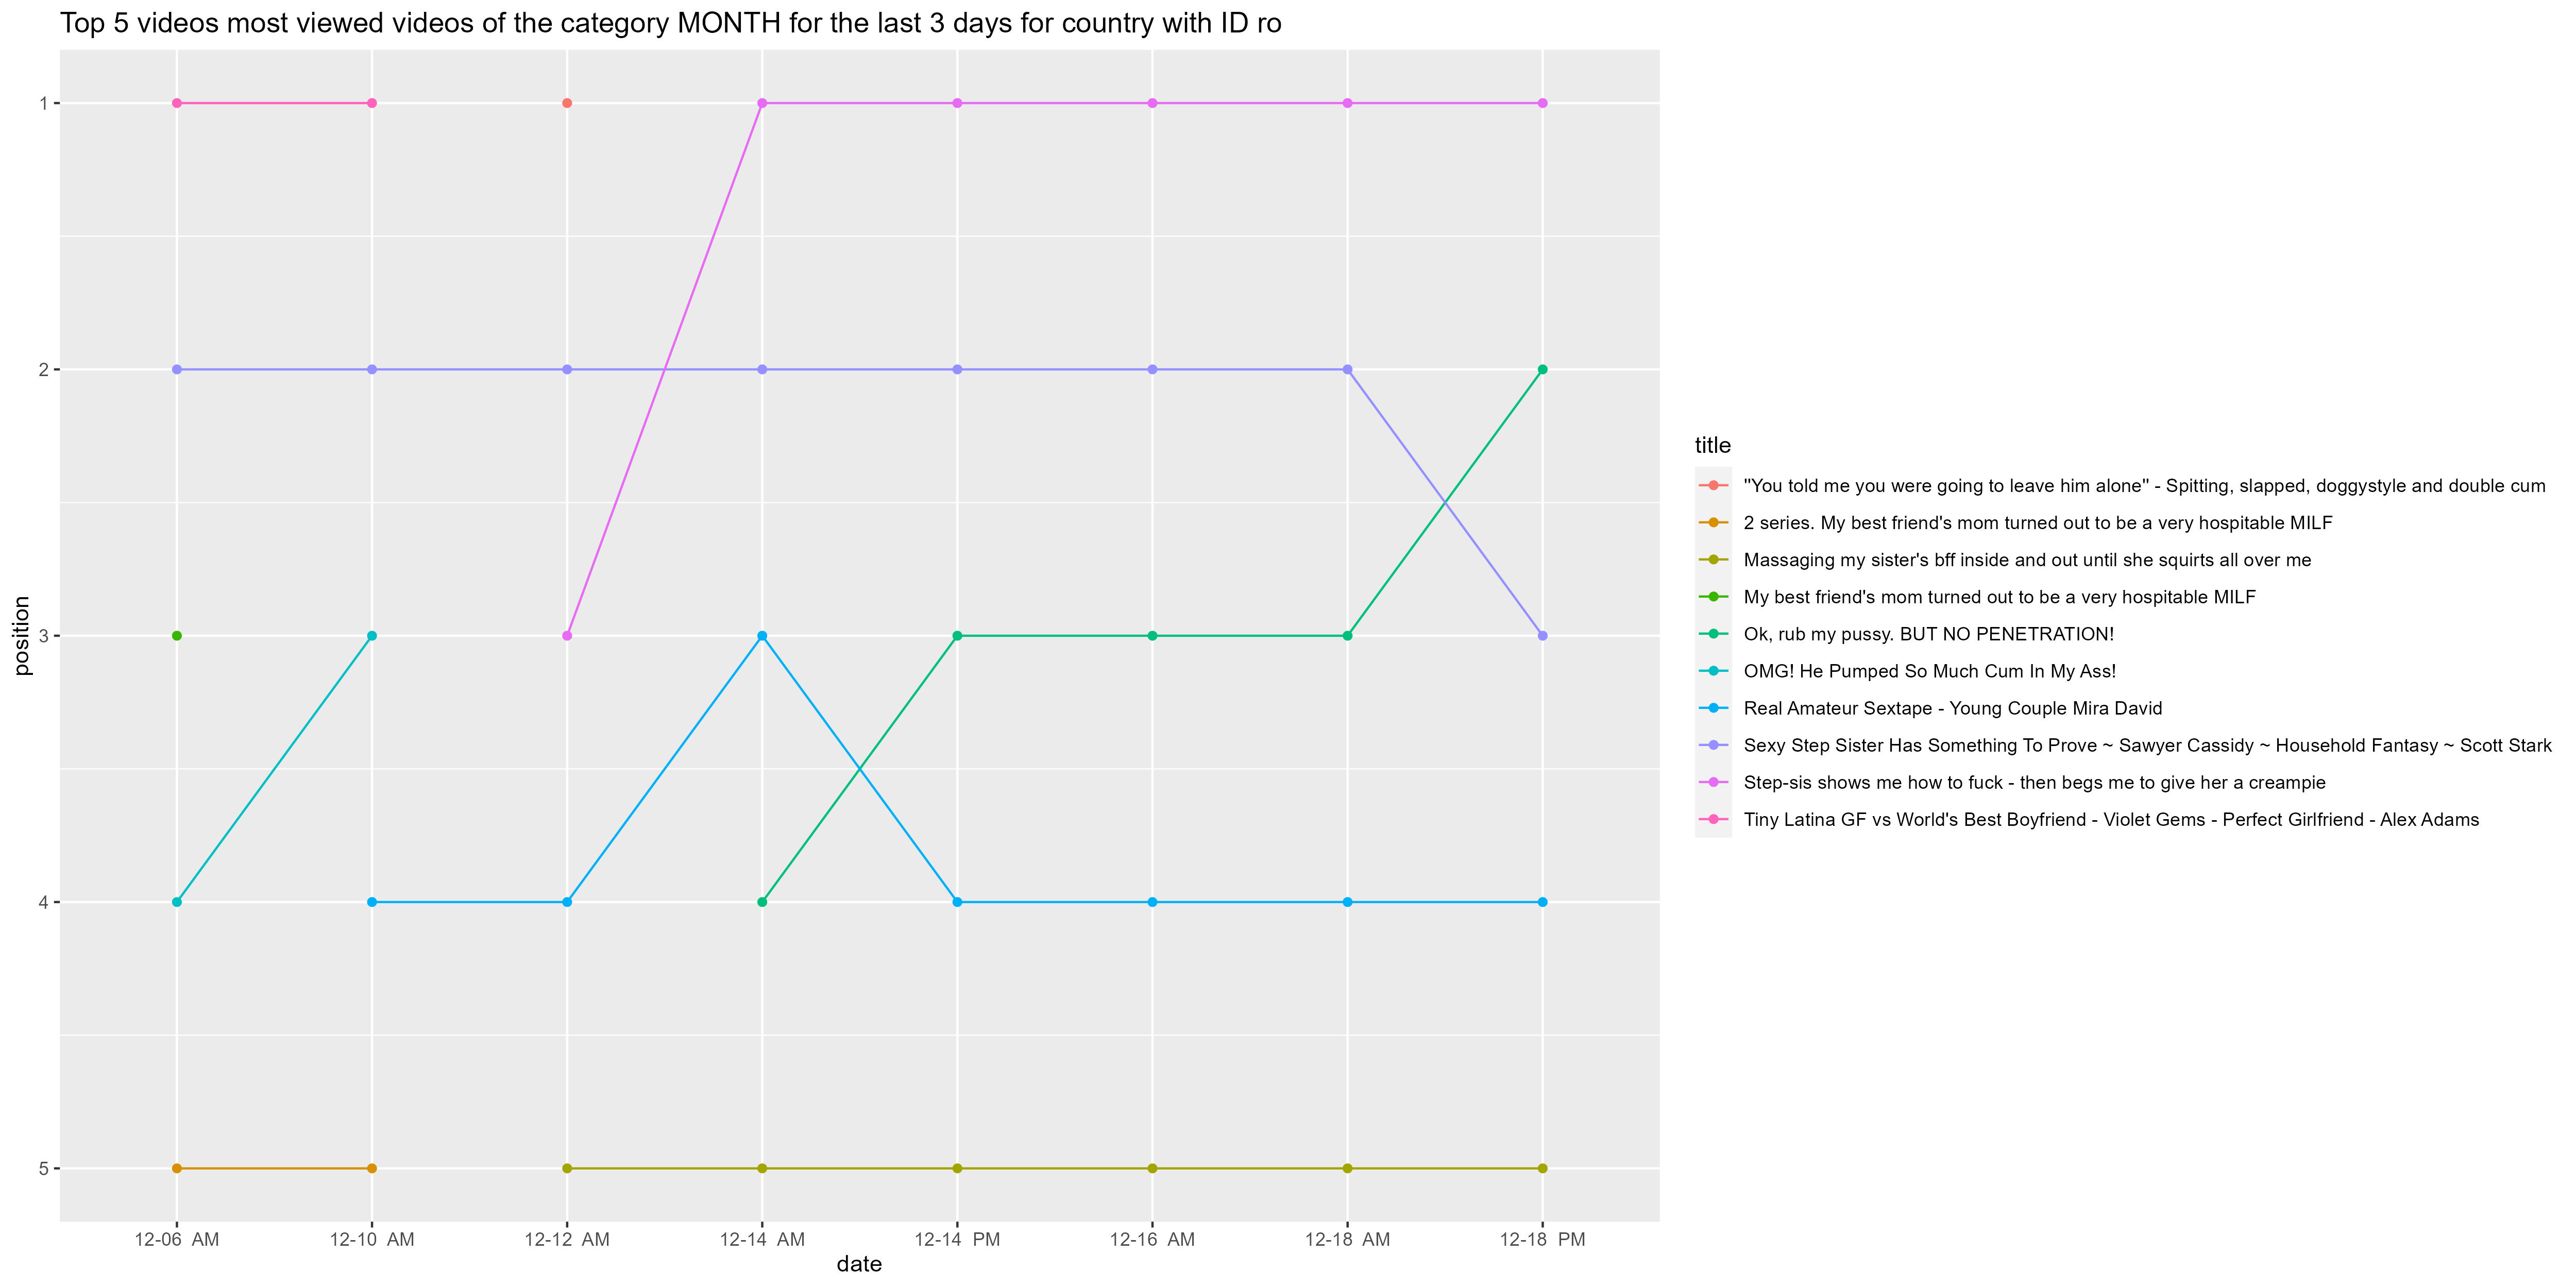 Top 5 videos most viewed videos of the category MONTH for the last 3 days for country with ID ro
1
2
3
4
5
position
12-06 AM
12-10 AM
12-12 AM
12-14 AM
12-14 PM
12-16 AM
12-18 AM
12-18 PM
date
title
"You told me you were going to leave him alone" - Spitting, slapped, doggystyle and double cum
2 series. My best friend's mom turned out to be a very hospitable MILF
Massaging my sister's bff inside and out until she squirts all over me
My best friend's mom turned out to be a very hospitable MILF
Ok, rub my pussy. BUT NO PENETRATION!
OMG! He Pumped So Much Cum In My Ass!
Real Amateur Sextape - Young Couple Mira David
Sexy Step Sister Has Something To Prove ~ Sawyer Cassidy ~ Household Fantasy ~ Scott Stark
Step-sis shows me how to fuck - then begs me to give her a creampie
Tiny Latina GF vs World's Best Boyfriend - Violet Gems - Perfect Girlfriend - Alex Adams